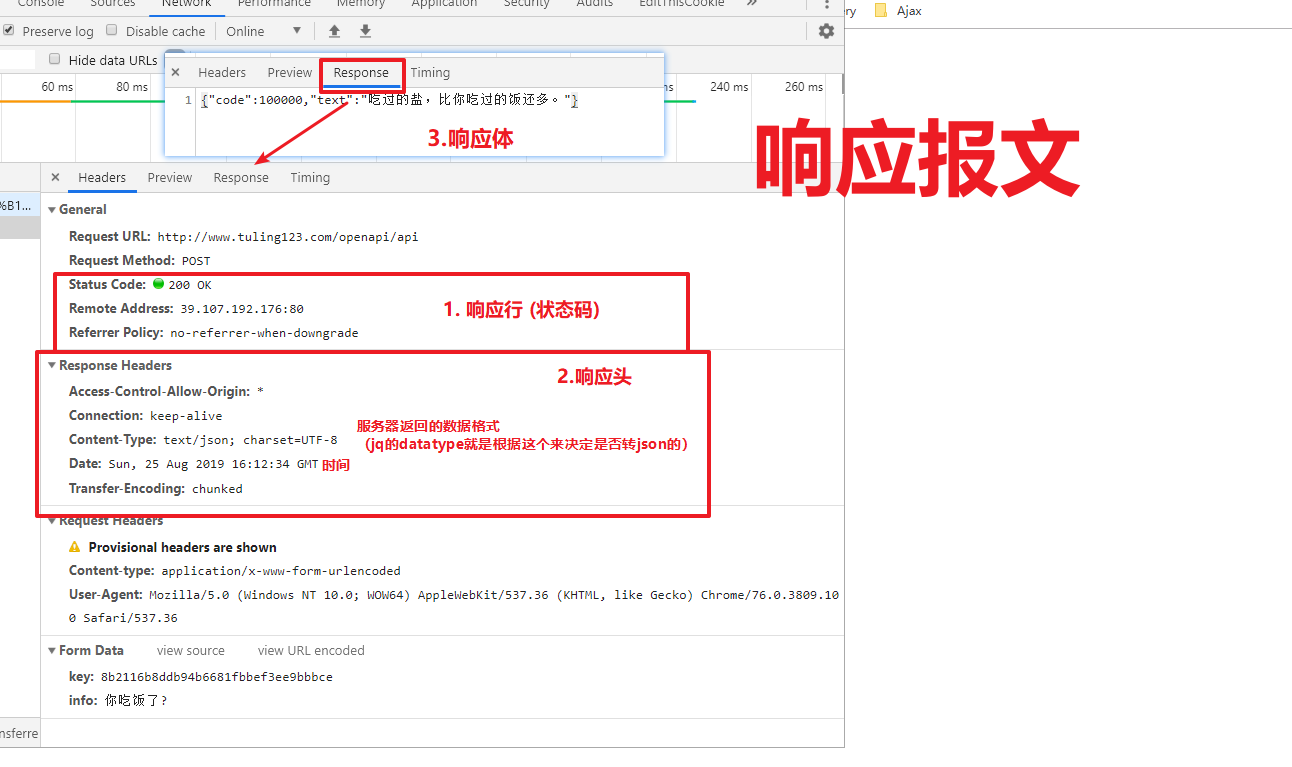 Console Sources Network Performance Memory Application Security Audits EditThisCookie »
ery Ajax
Preserve log Disable cache Online
Hide data URLs
60 ms 80 ms ms 240 ms 260 ms
× Headers Preview Response Timing
1 {"code":100000,"text":"吃过的盐，比你吃过的饭还多。"}
3.响应体
响应报文
× Headers Preview Response Timing
%B1...
General
Request URL: http://www.tuling123.com/openapi/api
Request Method: POST
Status Code: 200 OK
Remote Address: 39.107.192.176:80
1. 响应行 (状态码)
Referrer Policy: no-referrer-when-downgrade
Response Headers
2.响应头
Access-Control-Allow-Origin: *
Connection: keep-alive
服务器返回的数据格式
Content-Type: text/json; charset=UTF-8
（jq的datatype就是根据这个来决定是否转json的）
Date: Sun, 25 Aug 2019 16:12:34 GMT 时间
Transfer-Encoding: chunked
Request Headers
Provisional headers are shown
Content-type: application/x-www-form-urlencoded
User-Agent: Mozilla/5.0 (Windows NT 10.0; WOW64) AppleWebKit/537.36 (KHTML, like Gecko) Chrome/76.0.3809.10
0 Safari/537.36
Form Data view source view URL encoded
key: 8b2116b8ddb94b6681fbbef3ee9bbbce
info: 你吃饭了?
nsferre